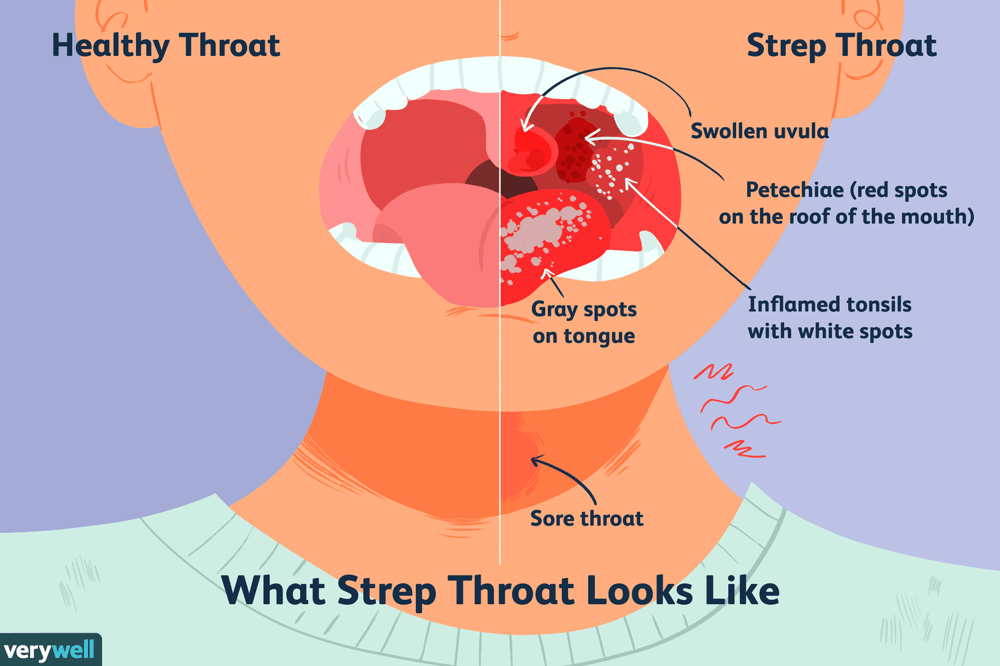 Healthy Throat
Strep Throat
Swollen uvula
Petechiae (red spots
on the roof of the mouth)
Inflamed tonsils
with white spots
Gray spots
on tongue
Sore throat
What Strep Throat Looks Like
verywell